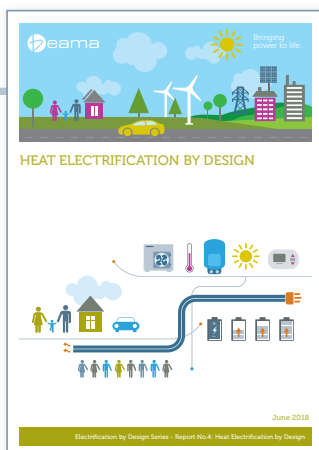 beama
Bringing
power to life.
HEAT ELECTRIFICATION BY DESIGN
June 2018
Electrification by Design Series - Report No.4: Heat Electrification by Design